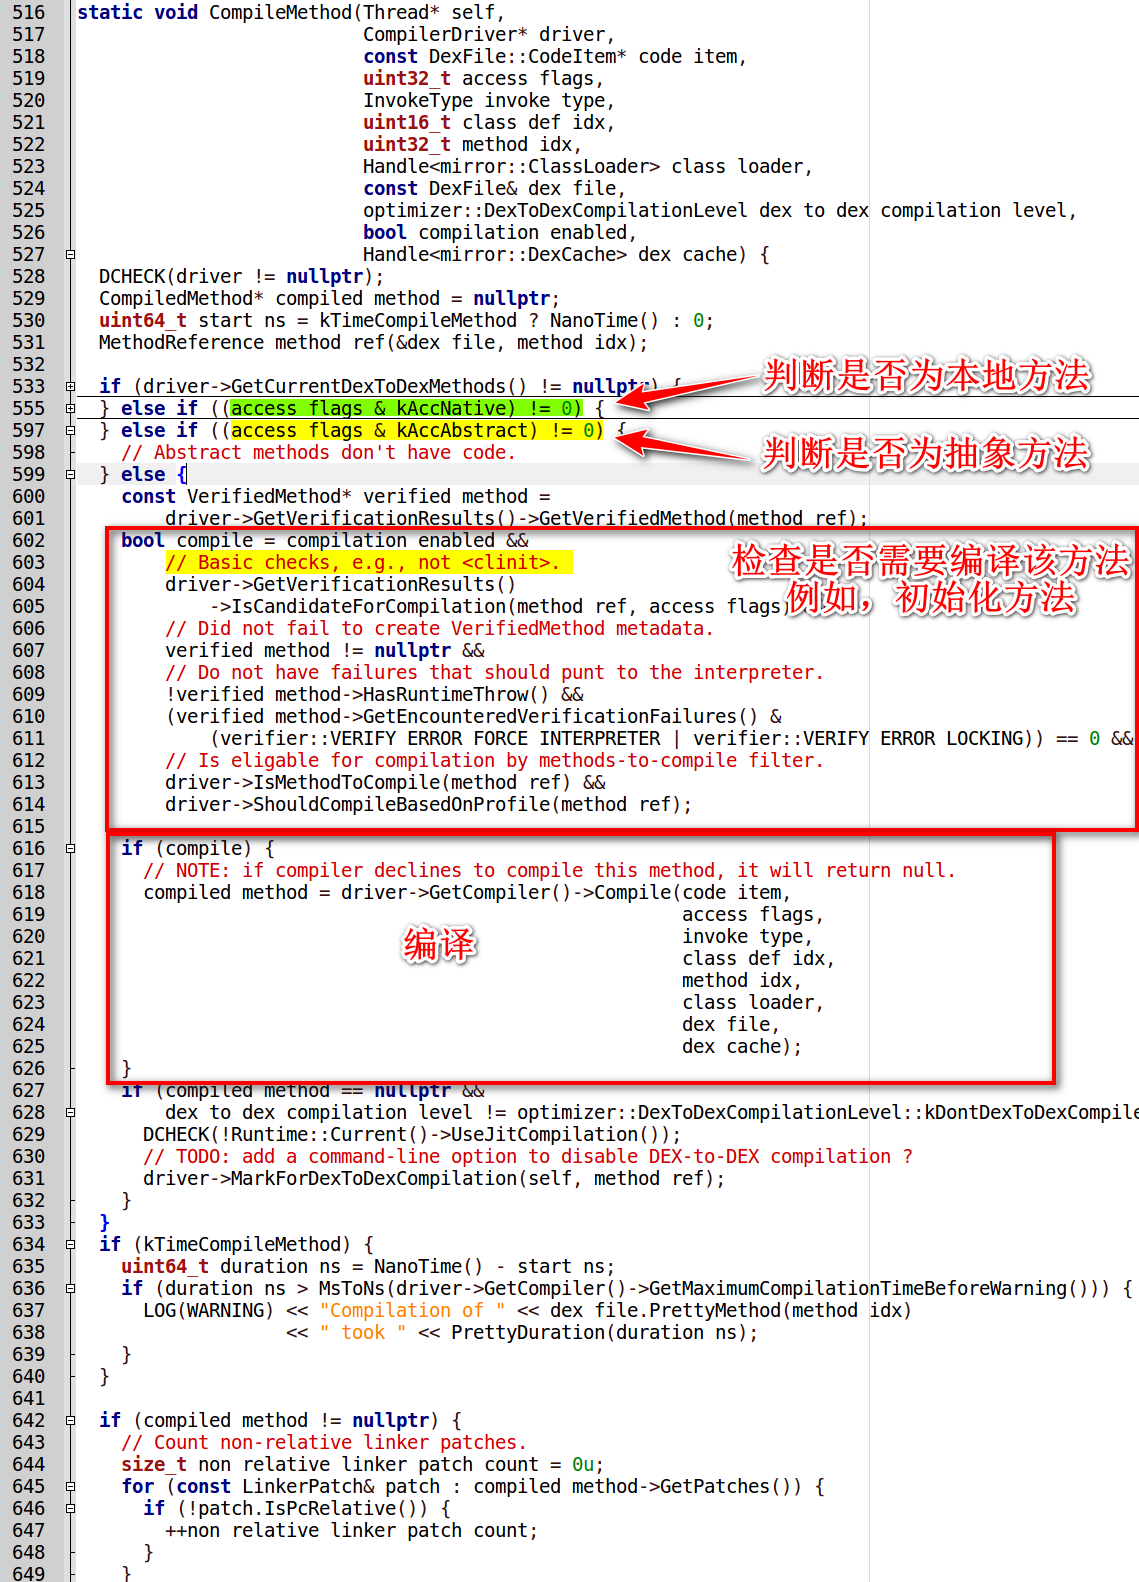 516 static void CompileMethod(Thread* self,
517 CompilerDriver* driver,
518 const DexFile::CodeItem* code item,
519 uint32_t access flags,
520 InvokeType invoke type,
521 uint16_t class def idx,
522 uint32_t method idx,
523 Handle<mirror::ClassLoader> class loader,
524 const DexFile& dex file,
525 optimizer::DexToDexCompilationLevel dex to dex compilation level,
526 bool compilation enabled,
527 Handle<mirror::DexCache> dex cache) {
528 DCHECK(driver != nullptr);
529 CompiledMethod* compiled method = nullptr;
530 uint64_t start ns = kTimeCompileMethod ? NanoTime() : 0;
531 MethodReference method ref(&dex file, method idx);
532
533 if (driver->GetCurrentDexToDexMethods() != nullptr) {
判断是否为本地方法
555 } else if ((access flags & kAccNative) != 0) {
597 } else if ((access flags & kAccAbstract) != 0) {
判断是否为抽象方法
598 // Abstract methods don't have code.
599 } else {
600 const VerifiedMethod* verified method =
601 driver->GetVerificationResults()->GetVerifiedMethod(method ref);
602 bool compile = compilation enabled &&
检查是否需要编译该方法
603 // Basic checks, e.g., not <clinit>.
604 driver->GetVerificationResults()
例如，初始化方法
605 ->IsCandidateForCompilation(method ref, access flags)
606 // Did not fail to create VerifiedMethod metadata.
607 verified method != nullptr &&
608 // Do not have failures that should punt to the interpreter.
609 !verified method->HasRuntimeThrow() &&
610 (verified method->GetEncounteredVerificationFailures() &
611 (verifier::VERIFY ERROR FORCE INTERPRETER | verifier::VERIFY ERROR LOCKING)) == 0 &&
612 // Is eligable for compilation by methods-to-compile filter.
613 driver->IsMethodToCompile(method ref) &&
614 driver->ShouldCompileBasedOnProfile(method ref);
615
616 if (compile) {
617 // NOTE: if compiler declines to compile this method, it will return null.
618 compiled method = driver->GetCompiler()->Compile(code item,
619 access flags,
620 invoke type,
编译
621 class def idx,
622 method idx,
623 class loader,
624 dex file,
625 dex cache);
626 }
627 if (compiled method == nullptr &&
628 dex to dex compilation level != optimizer::DexToDexCompilationLevel::kDontDexToDexCompile
629 DCHECK(!Runtime::Current()->UseJitCompilation());
630 // TODO: add a command-line option to disable DEX-to-DEX compilation ?
631 driver->MarkForDexToDexCompilation(self, method ref);
632 }
633 }
634 if (kTimeCompileMethod) {
635 uint64_t duration ns = NanoTime() - start ns;
636 if (duration ns > MsToNs(driver->GetCompiler()->GetMaximumCompilationTimeBeforeWarning())) {
637 LOG(WARNING) << "Compilation of " << dex file.PrettyMethod(method idx)
638 << " took " << PrettyDuration(duration ns);
639 }
640 }
641
642 if (compiled method != nullptr) {
643 // Count non-relative linker patches.
644 size_t non relative linker patch count = 0u;
645 for (const LinkerPatch& patch : compiled method->GetPatches()) {
646 if (!patch.IsPcRelative()) {
647 ++non relative linker patch count;
648 }
649 }